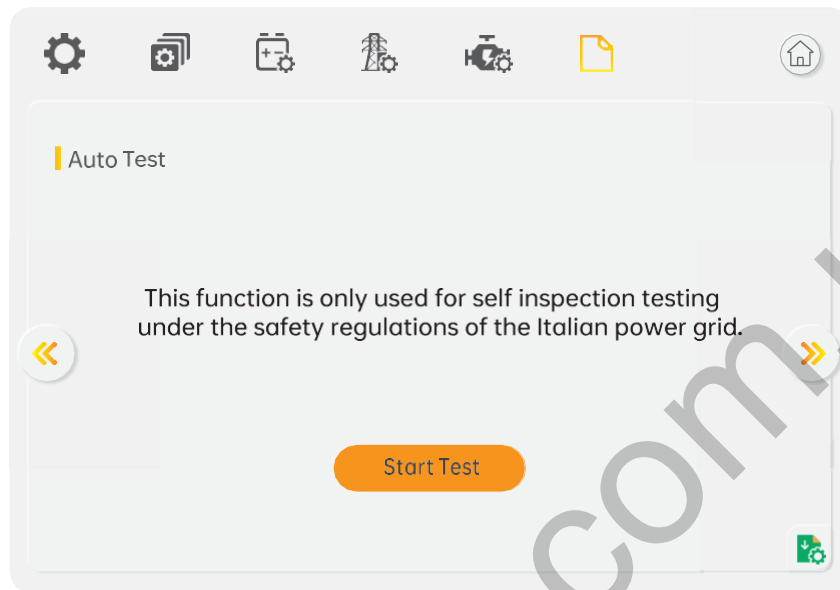 Auto Test
This function is only used for self inspection testing
under the safety regulations of the Italian power grid.
Start Test
com